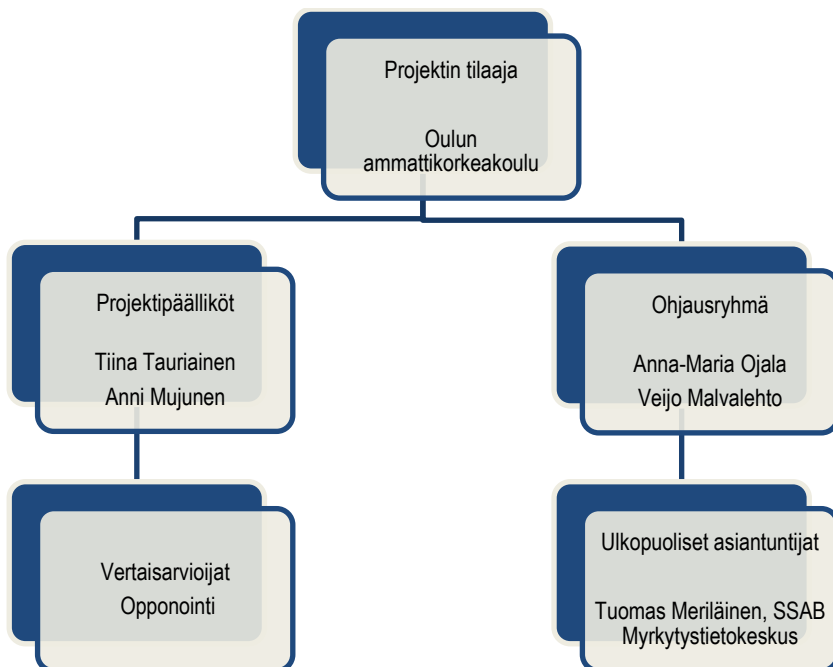 Projektin tilaaja
Oulun
ammattikorkeakoulu
Projektipäälliköt
Tiina Tauriainen
Anni Mujunen
Ohjausryhmä
Anna-Maria Ojala
Veijo Malvalehto
Vertaisarvioijat
Opponointi
Ulkopuoliset asiantuntijat
Tuomas Meriläinen, SSAB
Myrkytystietokeskus